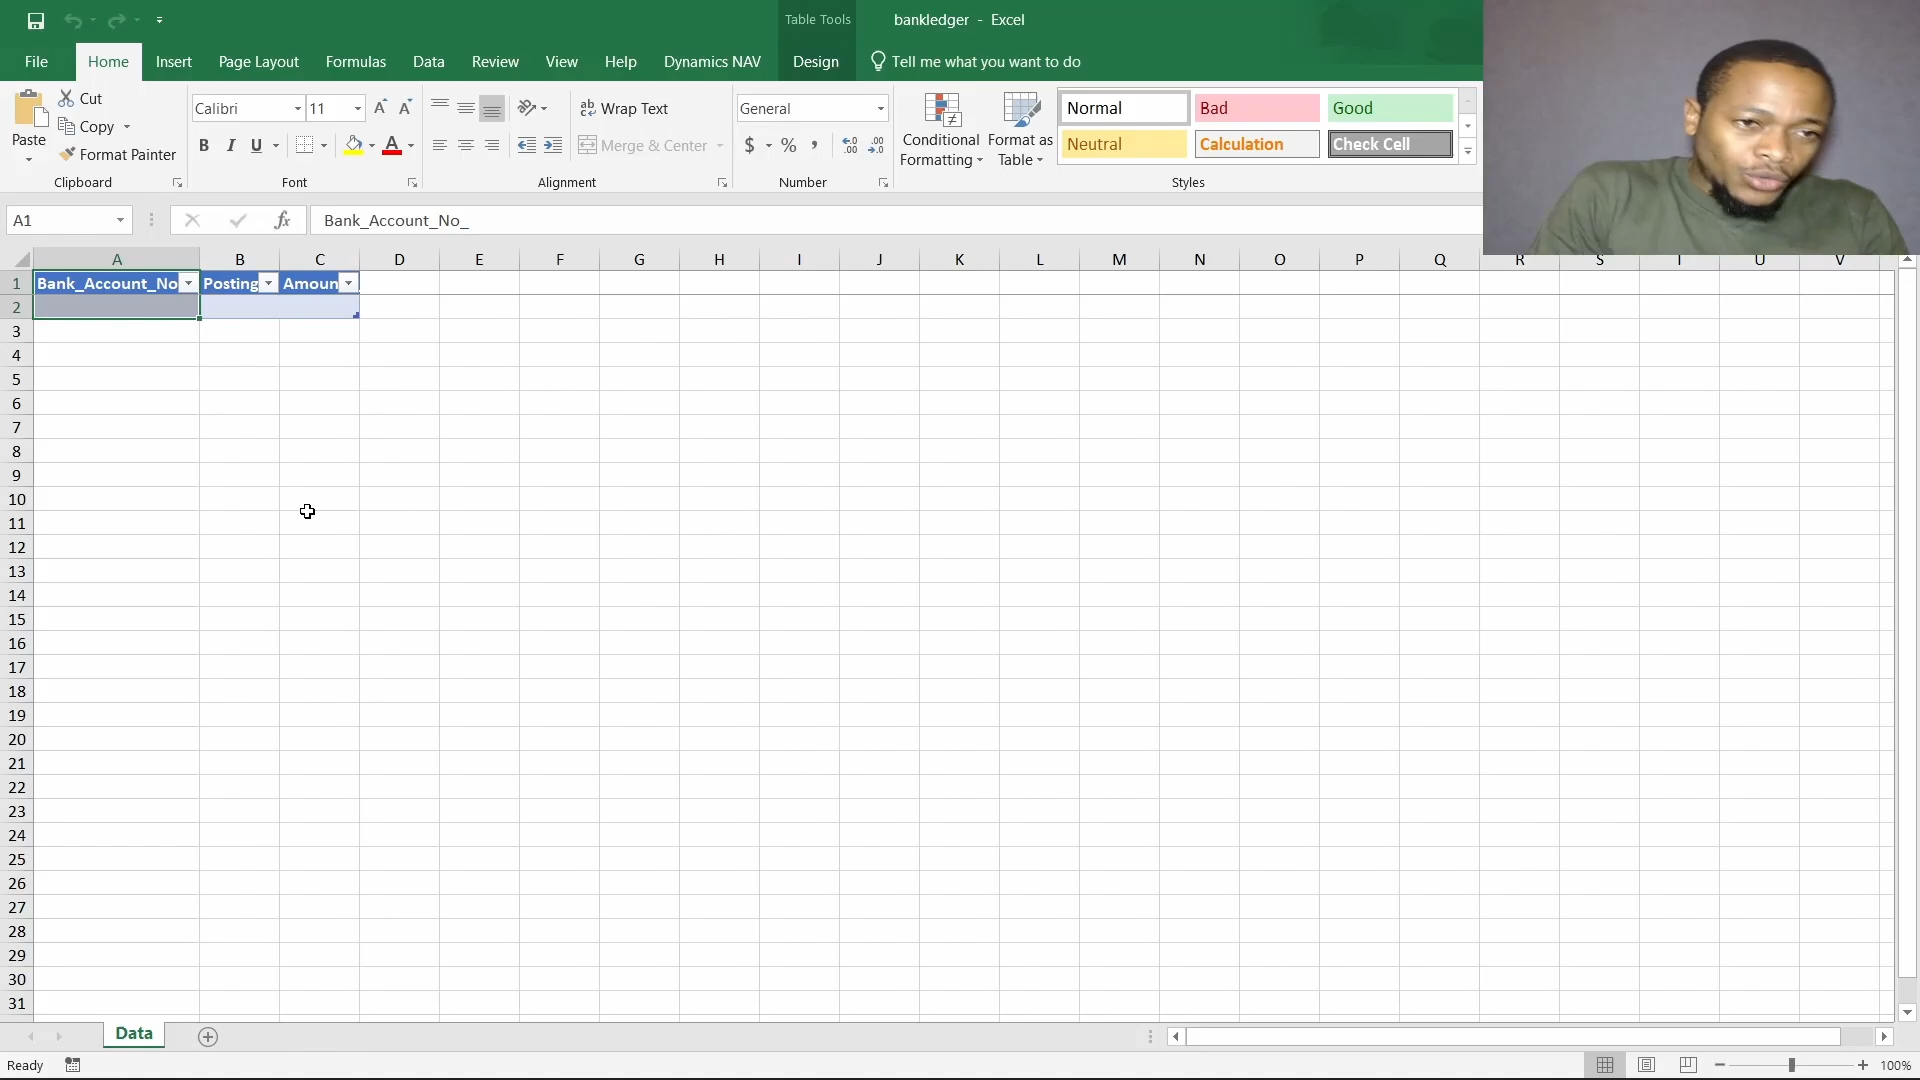 Table Tools
bankledger - Excel
File Home Insert Page Layout Formulas Data Review View Help Dynamics NAV Design Tell me what you want to do
Paste
Cut
Copy
Format Painter
Clipboard
Calibri 11
B I U A
Font
ab Wrap Text
Merge & Center
Alignment
General
$ % ,
Number
Conditional Formatting
Format as Table
Normal Bad Good
Neutral Calculation Check Cell
Styles
A1 fx Bank_Account_No_
A B C D E F G H I J K L M N O P Q R S T U V
1 Bank_Account_No Posting Amoun
2
3
4
5
6
7
8
9
10
11
12
13
14
15
16
17
18
19
20
21
22
23
24
25
26
27
28
29
30
31
Data
Ready 100%